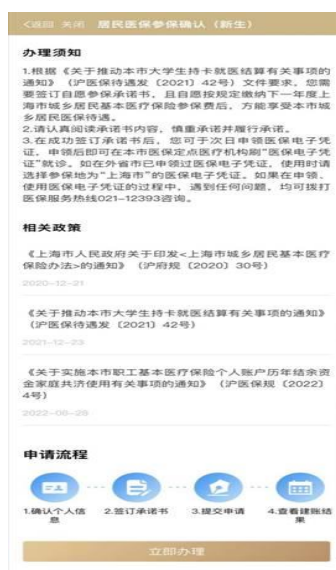 <返回 关闭 居民医保参保确认（新生）
办理须知
1.根据《关于推动本市大学生持卡就医结算有关事项的
通知》（沪医保待遇发〔2021〕42号）文件要求，您需
要签订自愿参保承诺书，且自愿按规定缴纳下一年度上
海市城乡居民基本医疗保险参保费后，方能享受本市城
乡居民医保待遇。
2.请认真阅读承诺书内容，慎重承诺并履行承诺。
3.在成功签订承诺书后，您可于次日申领医保电子凭
证，申领后即可在本市医保定点医疗机构刷“医保电子凭
证”就诊。如在外省市已申领过医保电子凭证，使用时请
选择参保地为“上海市”的医保电子凭证。如果在申领、
使用医保电子凭证的过程中，遇到任何问题，均可拨打
医保服务热线021-12393咨询。
相关政策
《上海市人民政府关于印发<上海市城乡居民基本医疗
保险办法>的通知》（沪府规〔2020〕30号）
2020-12-21
《关于推动本市大学生持卡就医结算有关事项的通知》
（沪医保待遇发〔2021〕42号）
2021-12-23
《关于实施本市职工基本医疗保险个人账户历年结余资
金家庭共济使用有关事项的通知》（沪医保规〔2022〕
4号）
2022-06-28
申请流程
1.确认个人信 2.签订承诺书 3.提交申请 4.查看建账结
息 果
立即办理